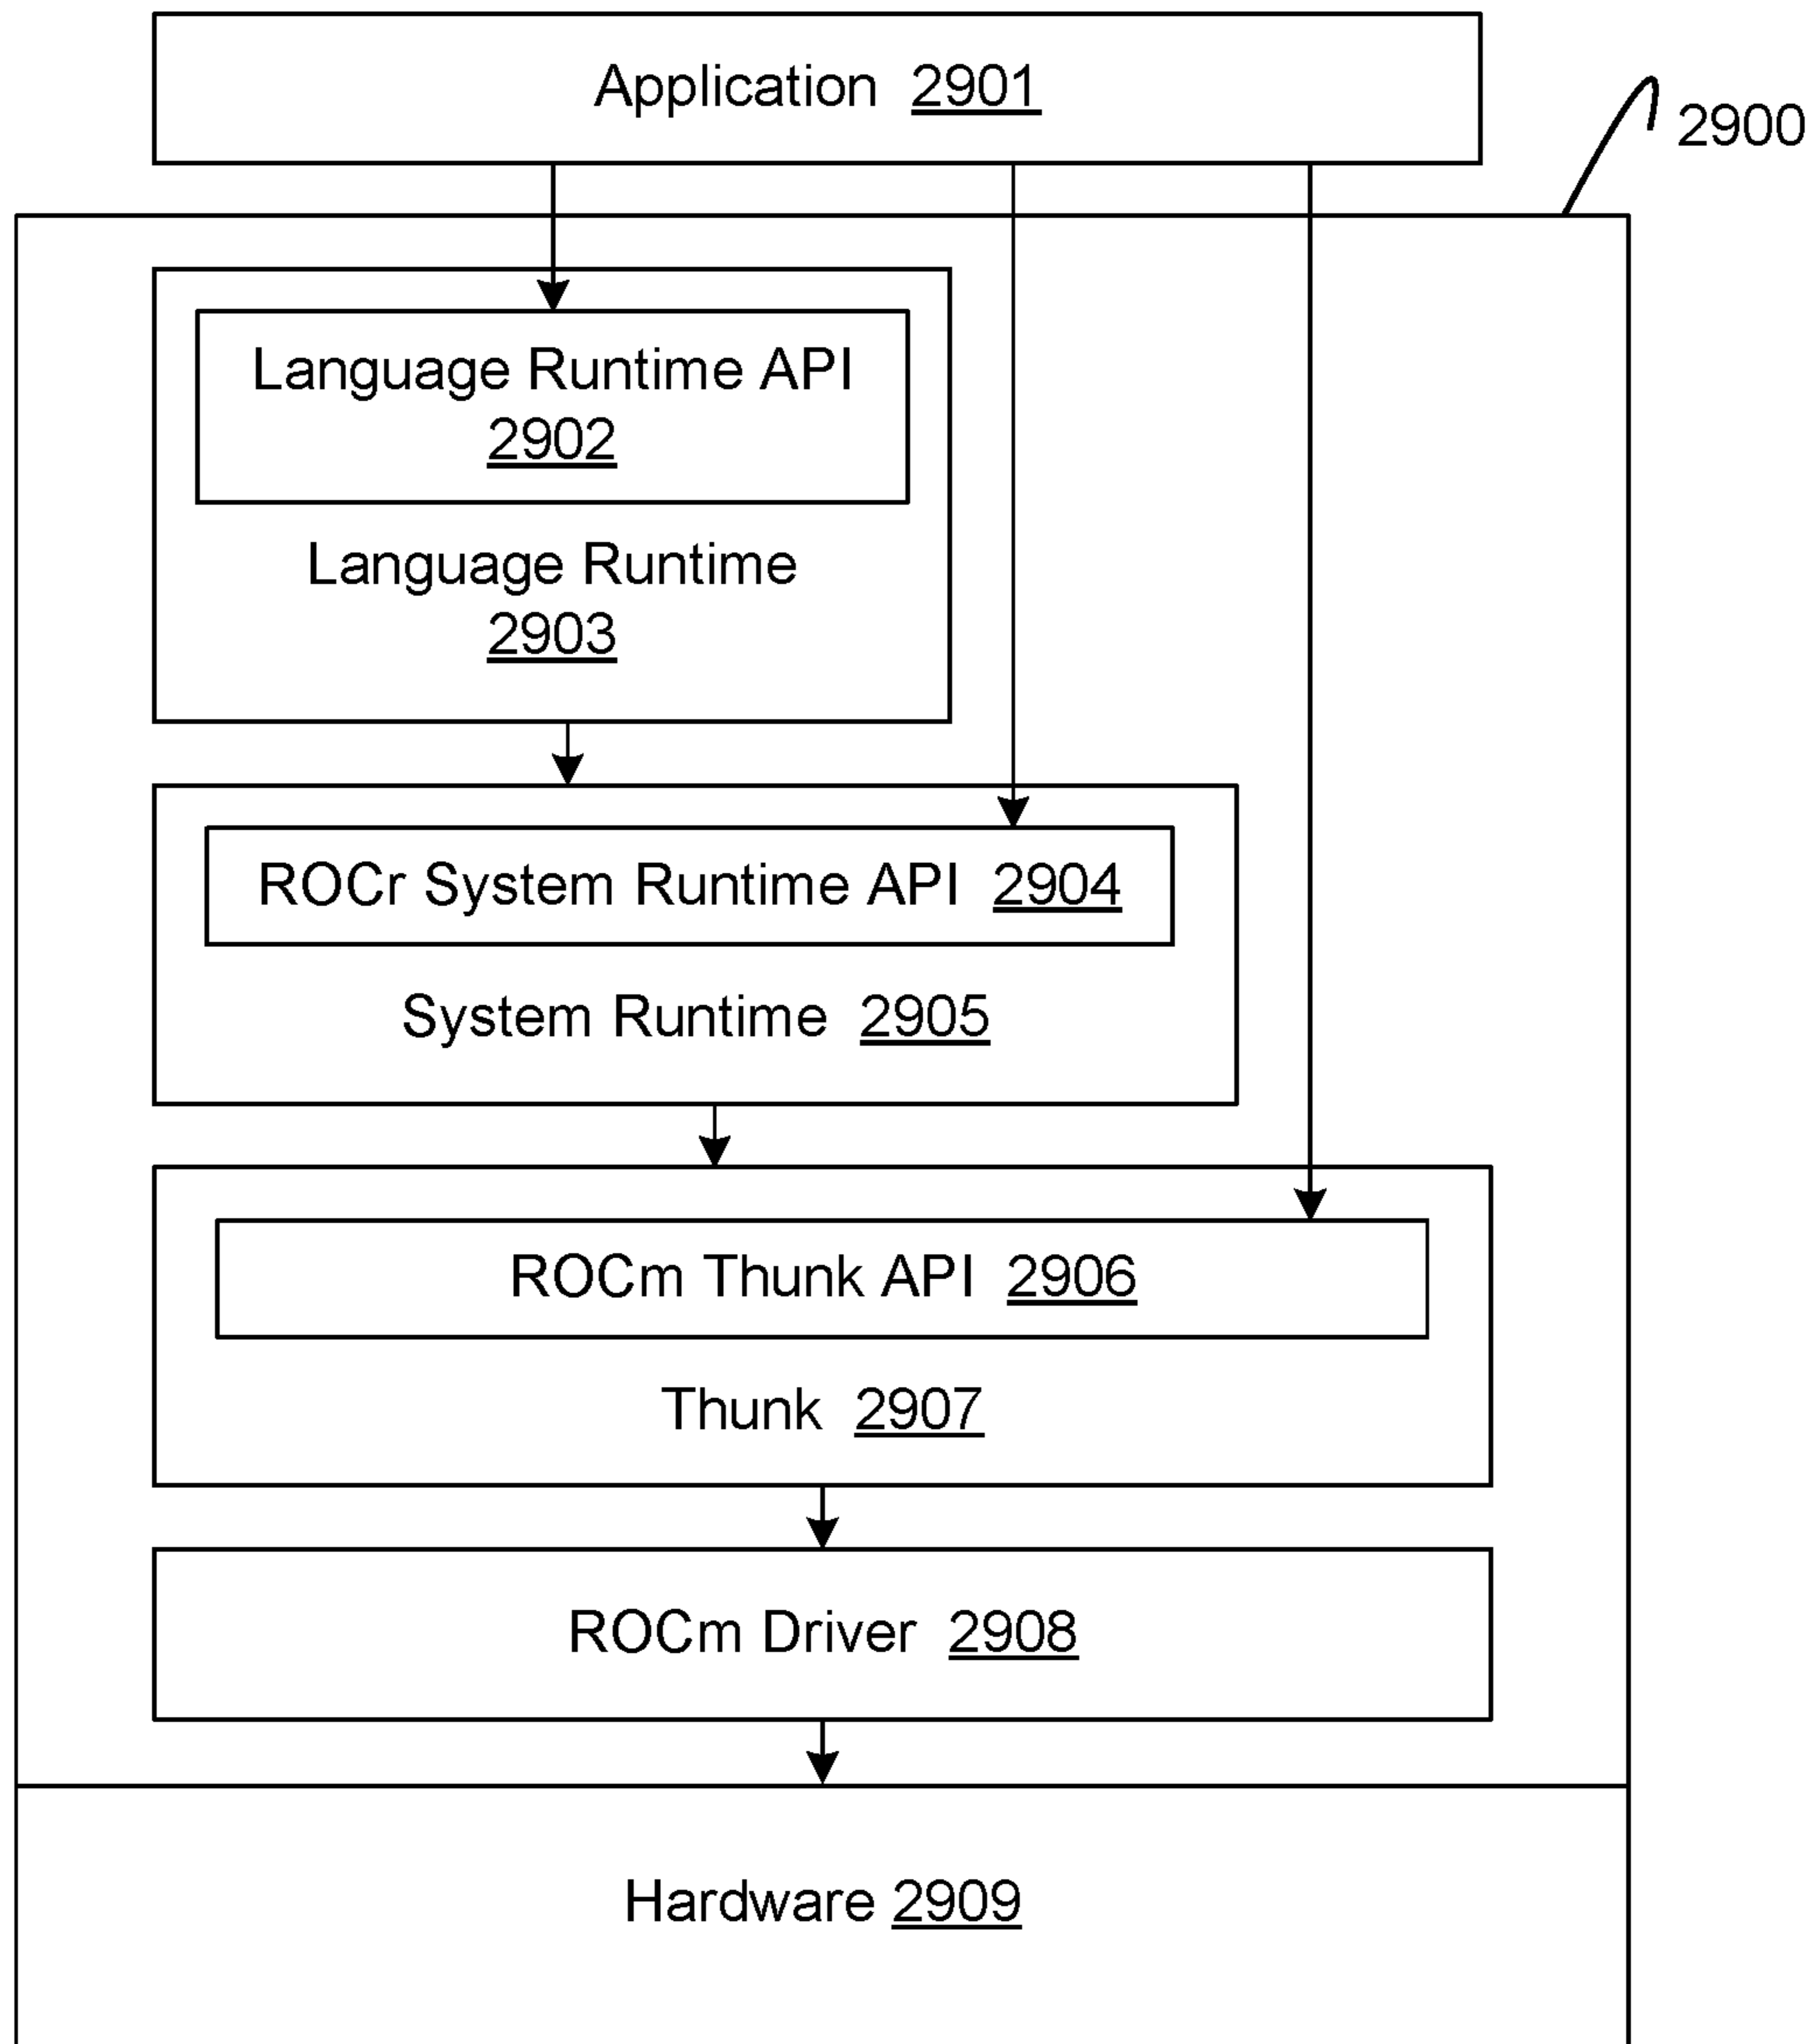 Application 2901
2900
Language Runtime API
2902
Language Runtime
2903
ROCr System Runtime API 2904
System Runtime 2905
ROCm Thunk API 2906
Thunk 2907
ROCm Driver 2908
Hardware 2909